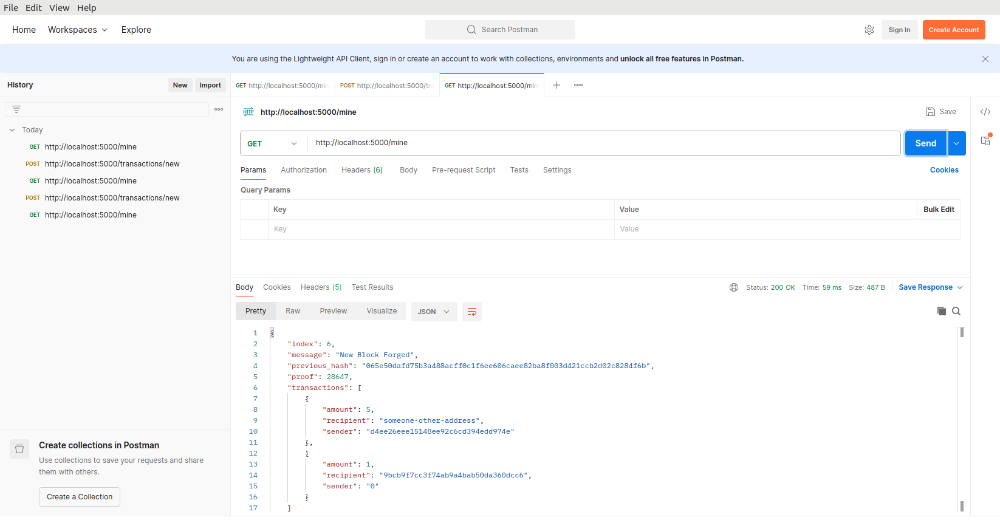 File Edit View Help
Home Workspaces Explore Search Postman Sign In Create Account
You are using the Lightweight API Client, sign in or create an account to work with collections, environments and unlock all free features in Postman.
History New Import
GET http://localhost:5000/min POST http://localhost:5000/tra GET http://localhost:5000/min
HTTP http://localhost:5000/mine Save
Today
GET http://localhost:5000/mine
POST http://localhost:5000/transactions/new
GET http://localhost:5000/mine
POST http://localhost:5000/transactions/new
GET http://localhost:5000/mine
GET http://localhost:5000/mine Send
Params Authorization Headers (6) Body Pre-request Script Tests Settings Cookies
Query Params
Key Value Bulk Edit
Key Value
Body Cookies Headers (5) Test Results Status: 200 OK Time: 59 ms Size: 487 B Save Response
Pretty Raw Preview Visualize JSON
1 {
2 "index": 6,
3 "message": "New Block Forged",
4 "previous_hash": "065e50dafd75b3a488acff0c1f6ee606caee82ba8f003d421ccb2d02c8284f6b",
5 "proof": 28647,
6 "transactions": [
7 {
8 "amount": 5,
9 "recipient": "someone-other-address",
10 "sender": "d4ee26eee15148ee92c6cd394edd974e"
11 },
12 {
13 "amount": 1,
14 "recipient": "9bcb9f7cc3f74ab9a4bab50da360dcc6",
15 "sender": "0"
16 }
17 ]
Create collections in Postman
Use collections to save your requests and share
them with others.
Create a Collection